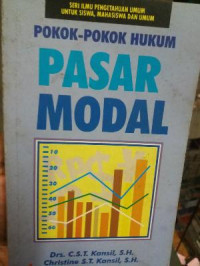 SERI ILMU PENGETAHUAN UMUM
UNTUK SISWA, MAHASISWA DAN UMUM
POKOK-POKOK HUKUM
PASAR
MODAL
Drs. C.S.T. Kansil, S.H.
Christine S.T. Kansil, S.H.